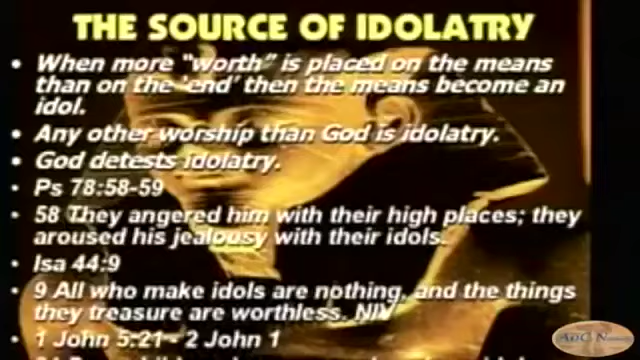 THE SOURCE OF IDOLATRY
• When more "worth" is placed on the means
than on the 'end' then the means become an
idol.
• Any other worship than God is idolatry.
• God detests idolatry.
• Ps 78:58-59
• 58 They angered him with their high places; they
aroused his jealousy with their idols.
• Isa 44:9
• 9 All who make idols are nothing, and the things
they treasure are worthless. NIV
• 1 John 5:21 - 2 John 1